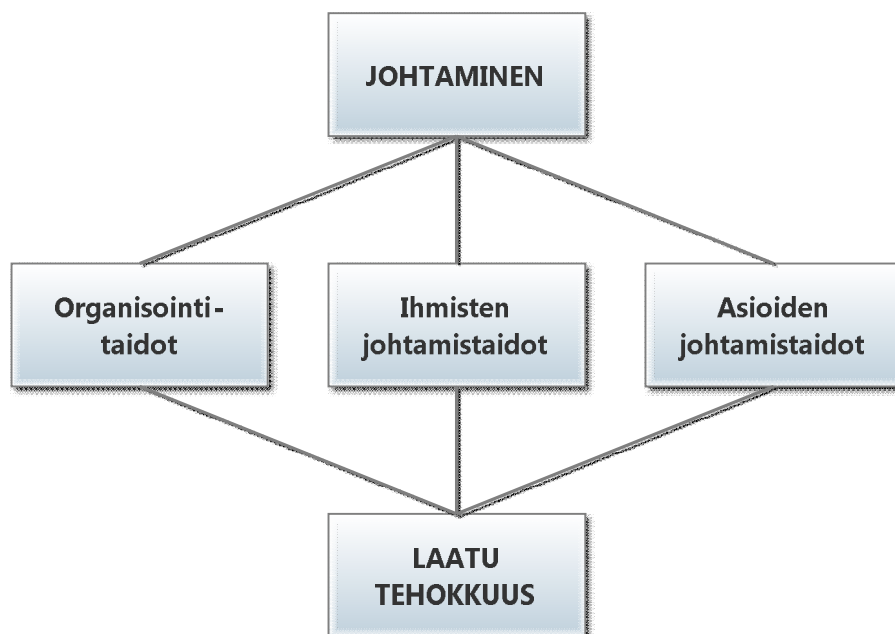 JOHTAMINEN
Organisointi-
taidot
Ihmisten
johtamistaidot
Asioiden
johtamistaidot
LAATU
TEHOKKUUS